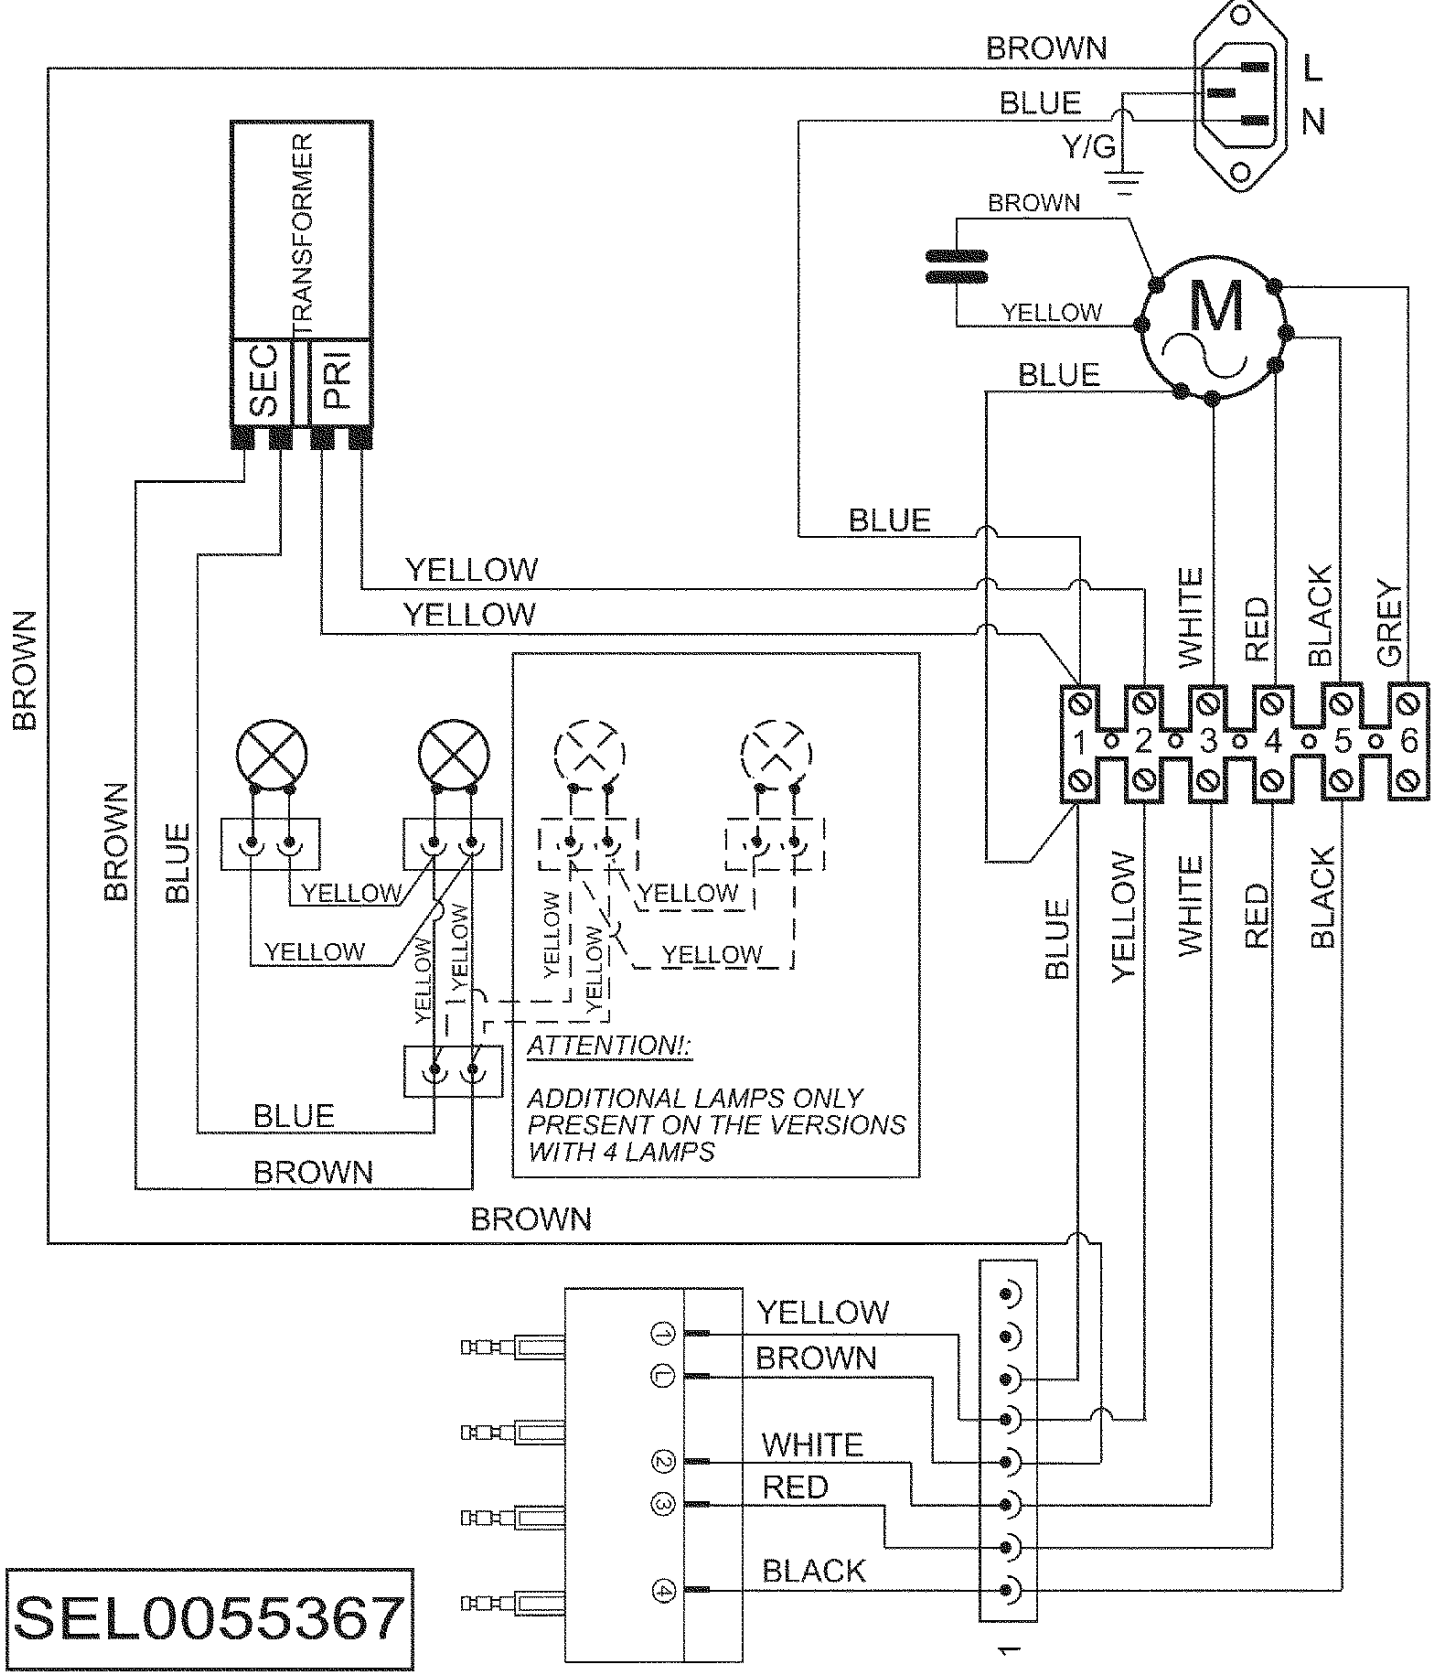 BROWN
L
BLUE
N
Y/G
TRANSFORMER
BROWN
M
YELLOW
SEC
PRI
BLUE
BLUE
YELLOW
YELLOW
WHITE
RED
BLACK
GREY
BROWN
1
2
3
4
5
6
BROWN
BLUE
YELLOW
YELLOW
YELLOW
YELLOW
YELLOW
YELLOW
YELLOW
YELLOW
BLUE
YELLOW
WHITE
RED
BLACK
ATTENTION!:
ADDITIONAL LAMPS ONLY
PRESENT ON THE VERSIONS
WITH 4 LAMPS
BLUE
BROWN
BROWN
1
YELLOW
L
BROWN
2
WHITE
3
RED
4
BLACK
1
SEL0055367